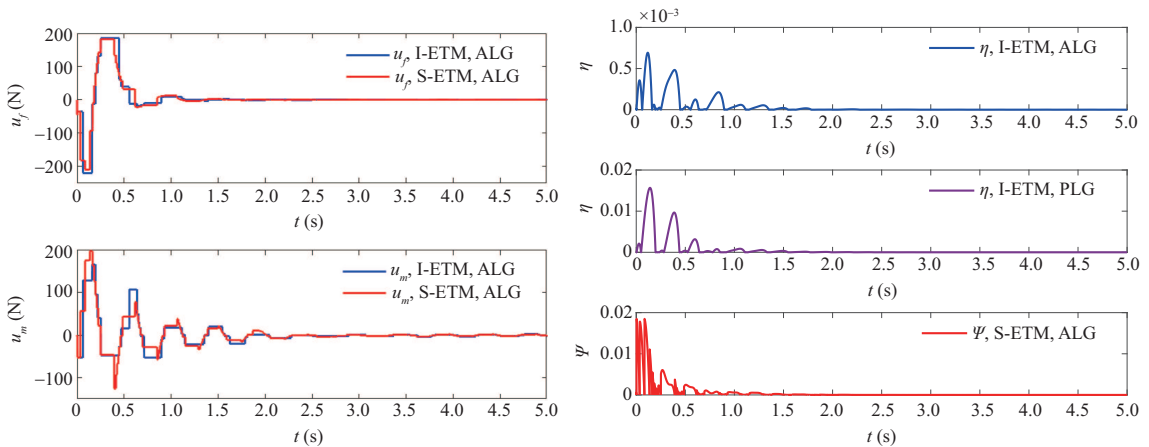 200
100
0
−100
−200
u_f (N)
u_f, I-ETM, ALG
u_f, S-ETM, ALG
0 0.5 1.0 1.5 2.0 2.5 3.0 3.5 4.0 4.5 5.0
t (s)
200
100
0
−100
u_m (N)
u_m, I-ETM, ALG
u_m, S-ETM, ALG
0 0.5 1.0 1.5 2.0 2.5 3.0 3.5 4.0 4.5 5.0
t (s)
×10⁻³
1.0
0.5
0
η
η, I-ETM, ALG
0 0.5 1.0 1.5 2.0 2.5 3.0 3.5 4.0 4.5 5.0
t (s)
0.02
0.01
0
η
η, I-ETM, PLG
0 0.5 1.0 1.5 2.0 2.5 3.0 3.5 4.0 4.5 5.0
t (s)
0.02
0.01
0
Ψ
Ψ, S-ETM, ALG
0 0.5 1.0 1.5 2.0 2.5 3.0 3.5 4.0 4.5 5.0
t (s)